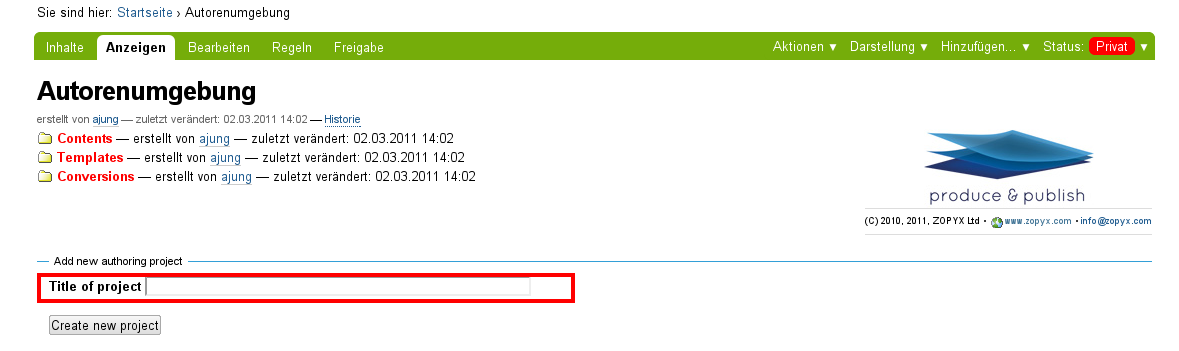 Sie sind hier: Startseite › Autorenumgebung
Inhalte Anzeigen Bearbeiten Regeln Freigabe Aktionen ▼ Darstellung ▼ Hinzufügen… ▼ Status: Privat ▼
Autorenumgebung
erstellt von ajung — zuletzt verändert: 02.03.2011 14:02 — Historie
Contents — erstellt von ajung — zuletzt verändert: 02.03.2011 14:02
Templates — erstellt von ajung — zuletzt verändert: 02.03.2011 14:02
Conversions — erstellt von ajung — zuletzt verändert: 02.03.2011 14:02
produce & publish
(C) 2010, 2011, ZOPYX Ltd • www.zopyx.com • info@zopyx.com
Add new authoring project
Title of project
Create new project